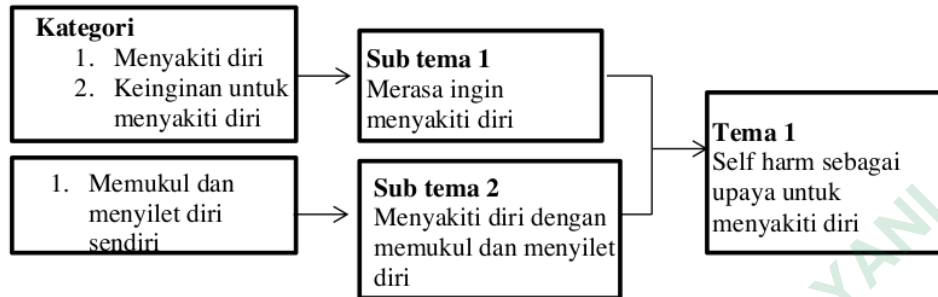 Kategori
1. Menyakiti diri
2. Keinginan untuk
menyakiti diri
Sub tema 1
Merasa ingin
menyakiti diri
1. Memukul dan
menyilet diri
sendiri
Sub tema 2
Menyakiti diri dengan
memukul dan menyilet
diri
Tema 1
Self harm sebagai
upaya untuk
menyakiti diri
YANI